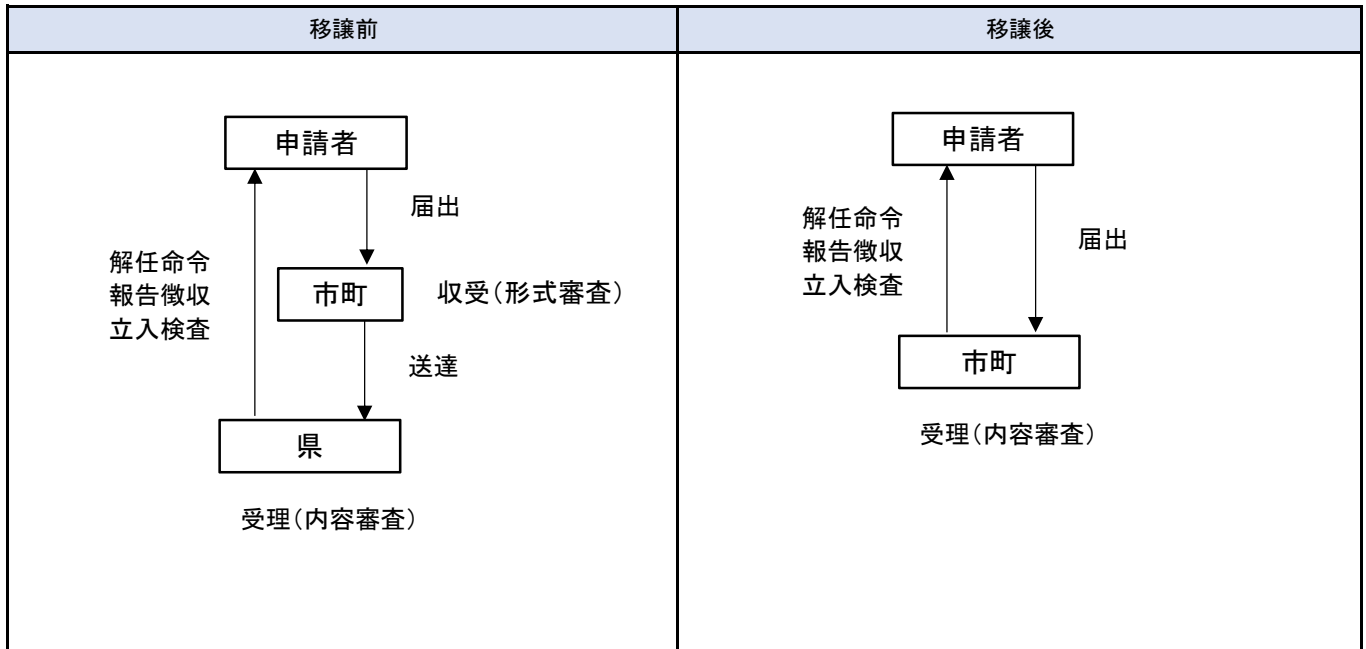 移譲前
移譲後
申請者
届出
解任命令
報告徴収
立入検査
市町
収受(形式審査)
送達
県
受理(内容審査)
申請者
解任命令
報告徴収
立入検査
届出
市町
受理(内容審査)